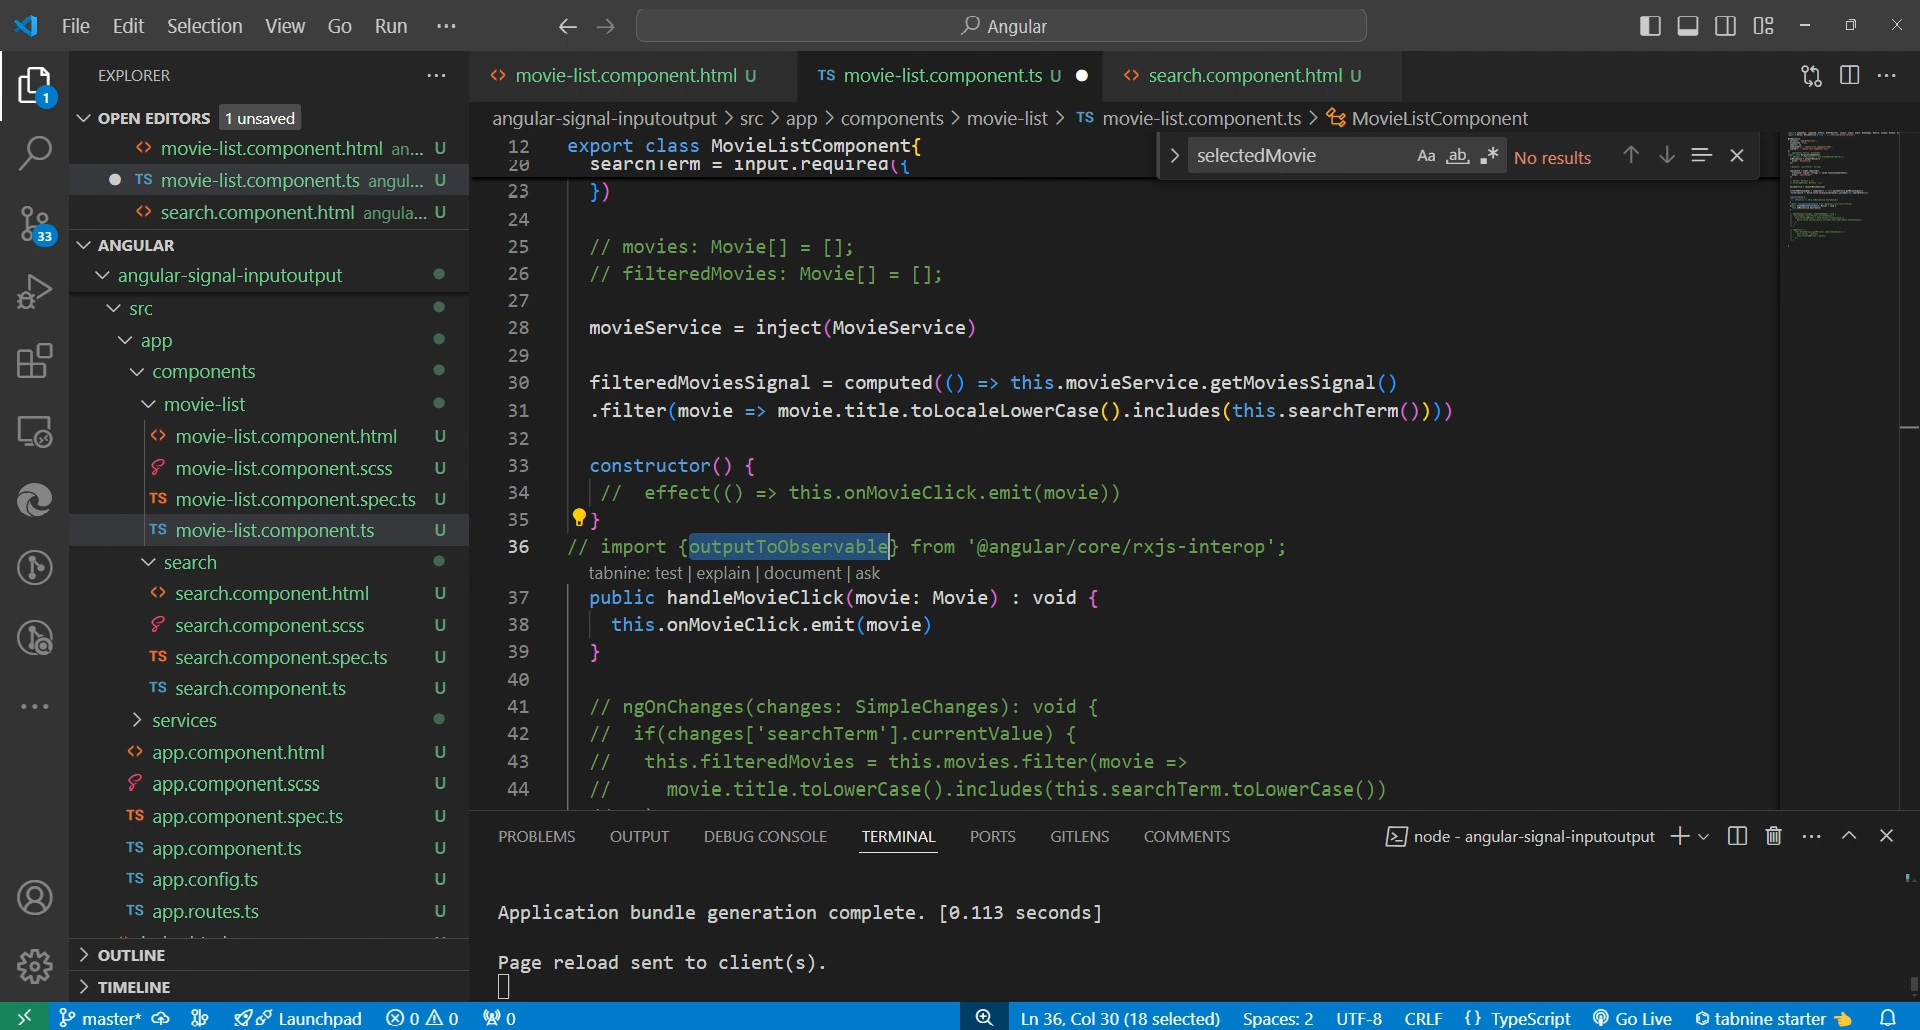 File Edit Selection View Go Run ...
Angular
EXPLORER
OPEN EDITORS 1 unsaved
movie-list.component.html an... U
TS movie-list.component.ts angul... U
search.component.html angula... U
ANGULAR
angular-signal-inputoutput
src
app
components
movie-list
movie-list.component.html U
movie-list.component.scss U
TS movie-list.component.spec.ts U
TS movie-list.component.ts U
search
search.component.html U
search.component.scss U
TS search.component.spec.ts U
TS search.component.ts U
services
app.component.html U
app.component.scss U
TS app.component.spec.ts U
TS app.component.ts U
TS app.config.ts U
TS app.routes.ts U
OUTLINE
TIMELINE
1
33
movie-list.component.html U
TS movie-list.component.ts U
search.component.html U
angular-signal-inputoutput > src > app > components > movie-list > TS movie-list.component.ts > MovieListComponent
selectedMovie Aa ab .* No results
12 export class MovieListComponent{
20 searchTerm = input.required({
23 })
24
25 // movies: Movie[] = [];
26 // filteredMovies: Movie[] = [];
27
28 movieService = inject(MovieService)
29
30 filteredMoviesSignal = computed(() => this.movieService.getMoviesSignal()
31 .filter(movie => movie.title.toLocaleLowerCase().includes(this.searchTerm())))
32
33 constructor() {
34 // effect(() => this.onMovieClick.emit(movie))
35 }
36 // import {outputToObservable} from '@angular/core/rxjs-interop';
tabnine: test | explain | document | ask
37 public handleMovieClick(movie: Movie) : void {
38 this.onMovieClick.emit(movie)
39 }
40
41 // ngOnChanges(changes: SimpleChanges): void {
42 // if(changes['searchTerm'].currentValue) {
43 // this.filteredMovies = this.movies.filter(movie =>
44 // movie.title.toLowerCase().includes(this.searchTerm.toLowerCase())
PROBLEMS OUTPUT DEBUG CONSOLE TERMINAL PORTS GITLENS COMMENTS
node - angular-signal-inputoutput
Application bundle generation complete. [0.113 seconds]
Page reload sent to client(s).
master* Launchpad 0 0 0 Ln 36, Col 30 (18 selected) Spaces: 2 UTF-8 CRLF {} TypeScript Go Live tabnine starter